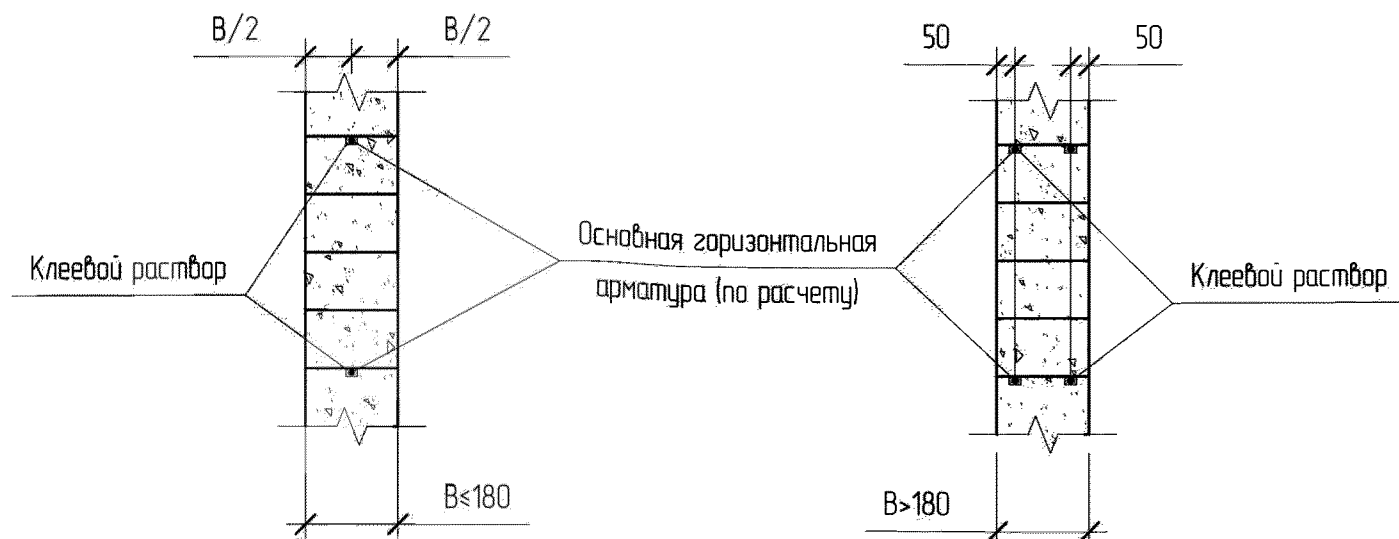 B/2
B/2
50
50
Клеевой раствор
Основная горизонтальная
арматура (по расчету)
Клеевой раствор
B≤180
B>180